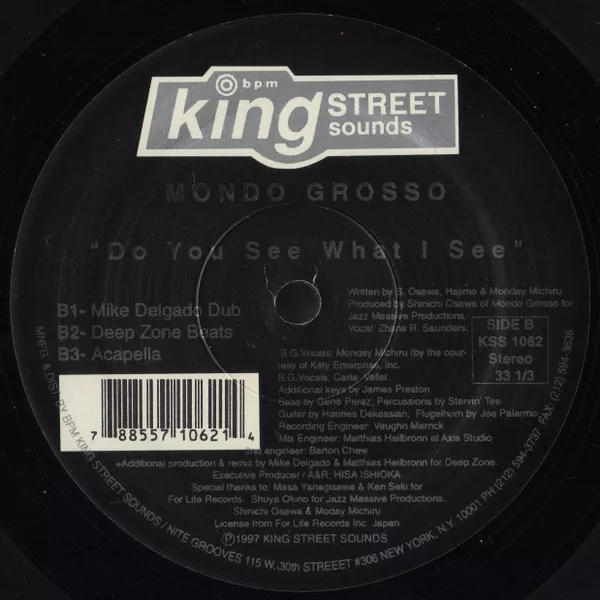 bpm
king STREET sounds
MONDO GROSSO
"Do You See What I See"
B1- Mike Delgado Dub
B2- Deep Zone Beats
B3- Acapella
Written by S. Osawa, Hajimo & Monday Michiru.
Produced by Shinichi Osawa of Mondo Grosso for
Jazz Massive Productions.
Vocal: Zhana R. Saunders.
SIDE B
KSS 1062
Stereo
33 1/3
B.G.Vocals: Monday Michiru (by the cour-
tesy of Kitty Enterprise, Inc.
B.G.Vocals: Carla Vallet
Additional keys by James Preston
Bass by Gene Perez, Percussions by Starvin' Tee
Guitar by Hannes Dekassian; Flugelhorn by Joe Palermo
Recording Engineer: Vaughn Merrick
Mix Engineer: Matthias Heilbronn at Axis Studio
2nd engineer: Barton Chew
+Additional production & remix by Mike Delgado & Matthias Heilbronn for Deep Zone.
Executive Producer / A&R: HISA ISHIOKA
Special thanks to: Masa Yanagisawa & Ken Seki for
For Life Records. Shuya Okino for Jazz Massive Productions.
Shinichi Osawa & Moday Michiru
License from For Life Records Inc. Japan
Ⓟ©1997 KING STREET SOUNDS
7 88557 10621 4
MNFG & DIST. BY BPM KING STREET SOUNDS / NITE GROOVES 115 W. 30th STREEET #306 NEW YORK, N.Y. 10001 PH:(212) 594-3737 FAX: (212) 594-3636